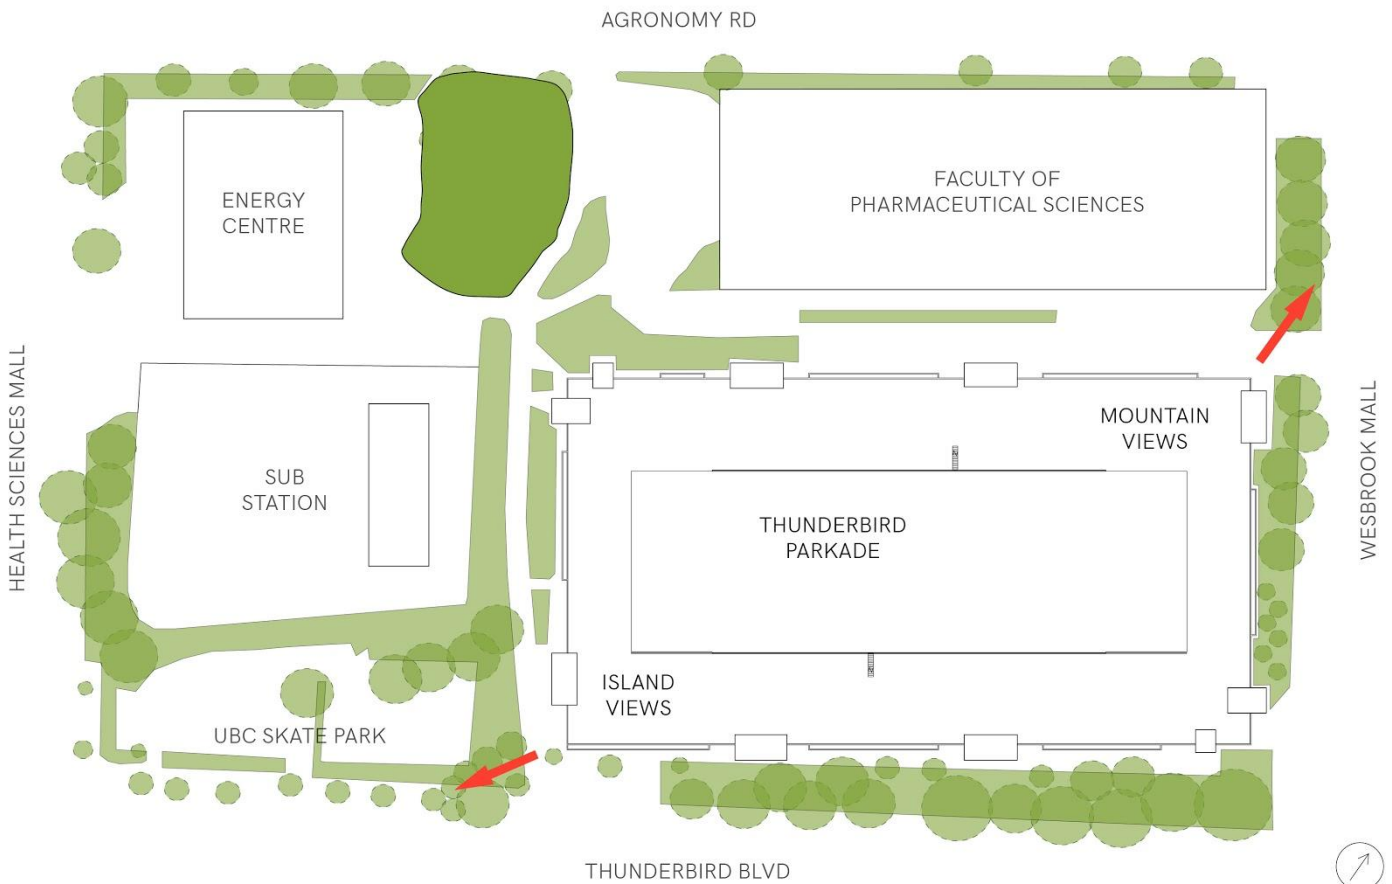 AGRONOMY RD
ENERGY
CENTRE
FACULTY OF
PHARMACEUTICAL SCIENCES
HEALTH SCIENCES MALL
SUB
STATION
MOUNTAIN
VIEWS
WESBROOK MALL
THUNDERBIRD
PARKADE
ISLAND
VIEWS
UBC SKATE PARK
THUNDERBIRD BLVD